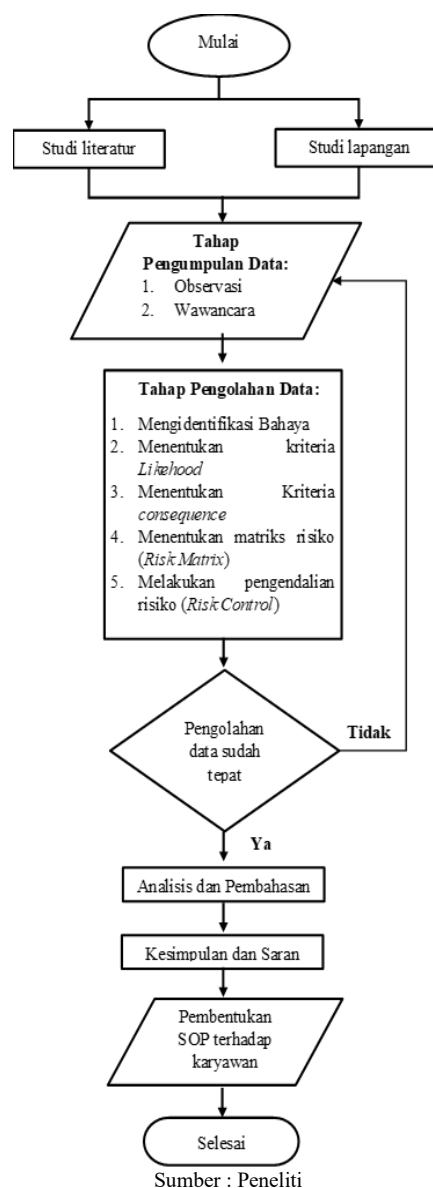 Mulai
Studi literatur
Studi lapangan
Tahap
Pengumpulan Data:
1. Observasi
2. Wawancara
Tahap Pengolahan Data:
1. Mengidentifikasi Bahaya
2. Menentukan kriteria
Likehood
3. Menentukan Kriteria
consequence
4. Menentukan matriks risiko
(Risk Matrix)
5. Melakukan pengendalian
risiko (Risk Control)
Pengolahan
data sudah
tepat
Tidak
Ya
Analisis dan Pembahasan
Kesimpulan dan Saran
Pembentukan
SOP terhadap
karyawan
Selesai
Sumber : Peneliti